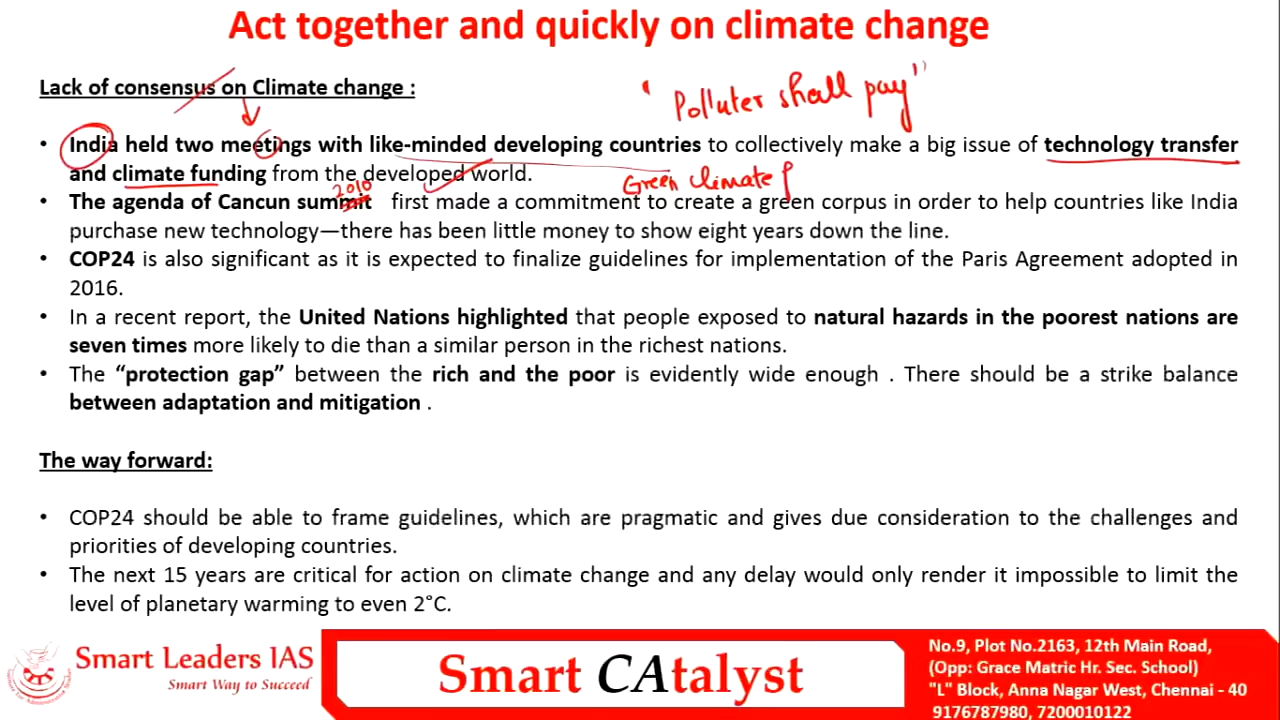 Act together and quickly on climate change
Lack of consensus on Climate change :
" Polluter shall pay"
• India held two meetings with like-minded developing countries to collectively make a big issue of technology transfer
and climate funding from the developed world.
2010
Green climate f
• The agenda of Cancun summit first made a commitment to create a green corpus in order to help countries like India
purchase new technology—there has been little money to show eight years down the line.
• COP24 is also significant as it is expected to finalize guidelines for implementation of the Paris Agreement adopted in
2016.
• In a recent report, the United Nations highlighted that people exposed to natural hazards in the poorest nations are
seven times more likely to die than a similar person in the richest nations.
• The “protection gap” between the rich and the poor is evidently wide enough . There should be a strike balance
between adaptation and mitigation .
The way forward:
• COP24 should be able to frame guidelines, which are pragmatic and gives due consideration to the challenges and
priorities of developing countries.
• The next 15 years are critical for action on climate change and any delay would only render it impossible to limit the
level of planetary warming to even 2°C.
Smart Leaders IAS
Smart Way to Succeed
Smart CAtalyst
No.9, Plot No.2163, 12th Main Road,
(Opp: Grace Matric Hr. Sec. School)
"L" Block, Anna Nagar West, Chennai - 40
9176787980, 7200010122